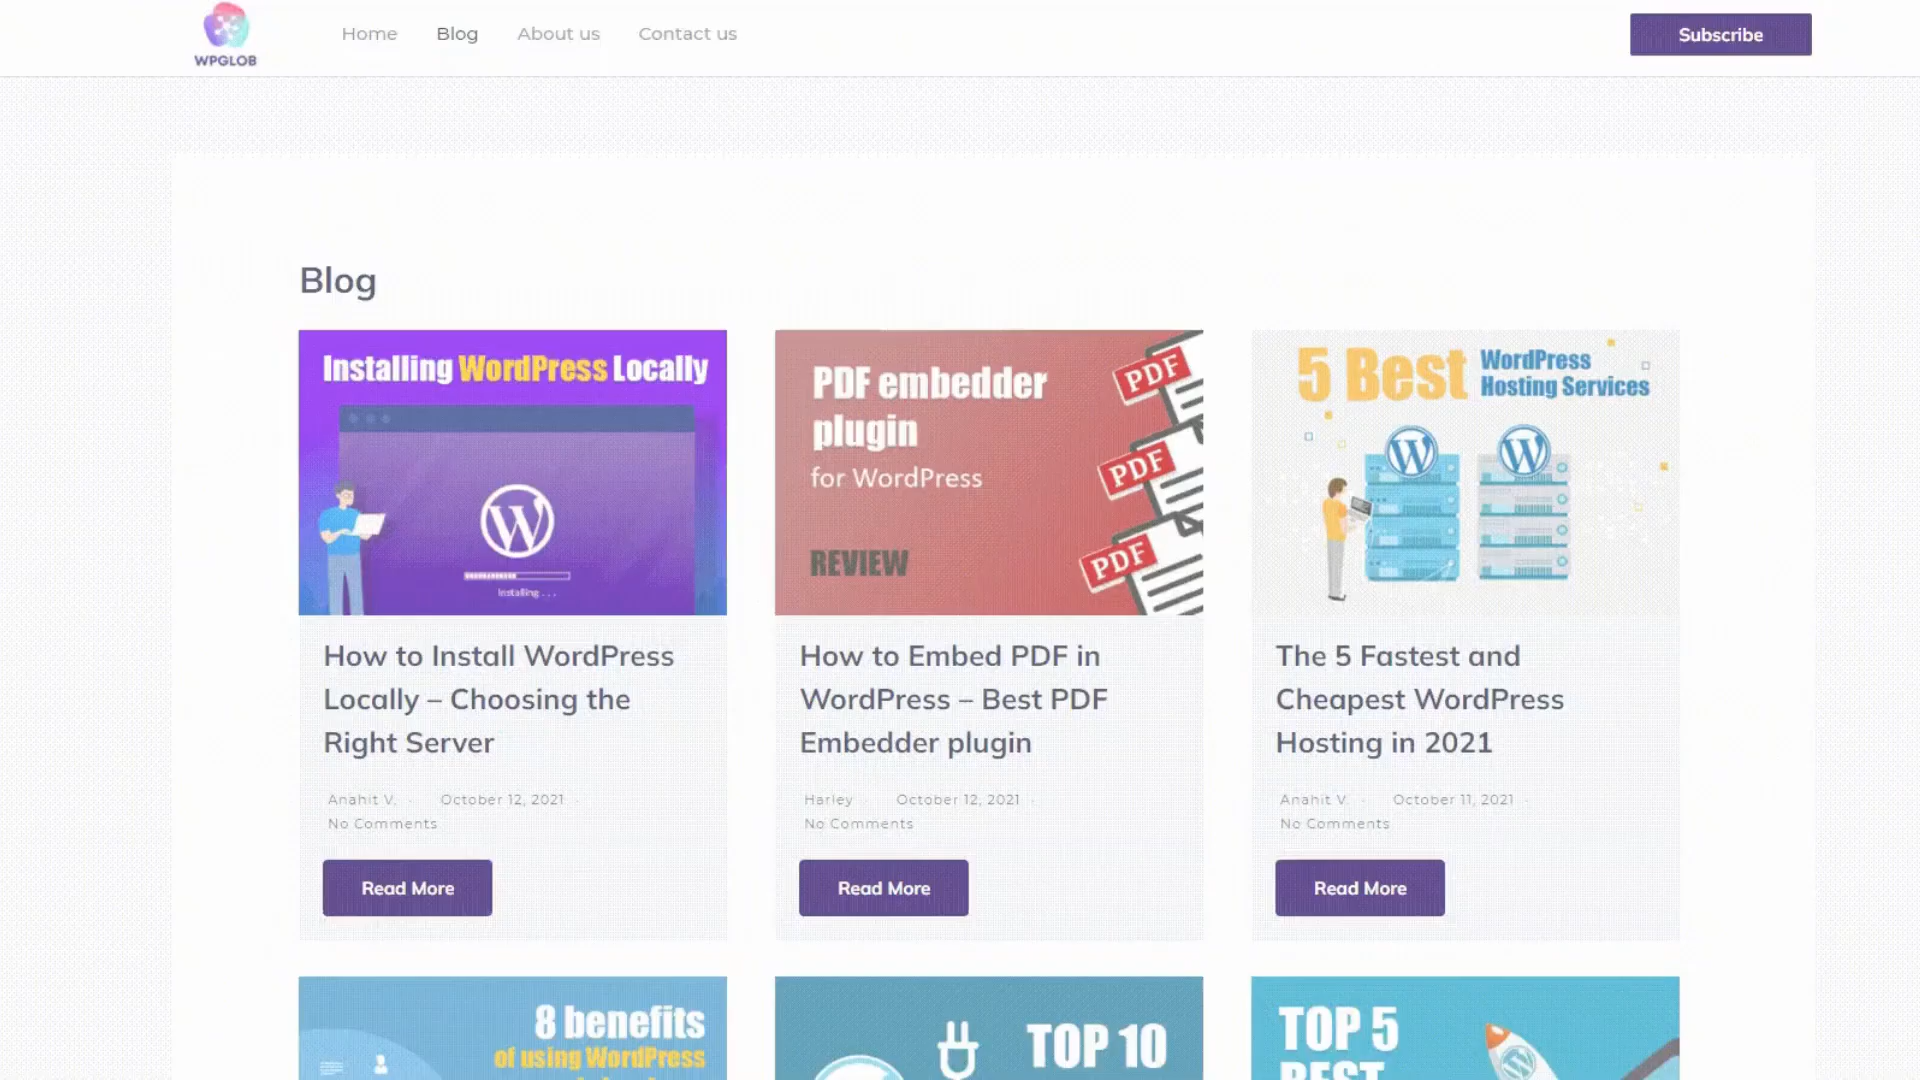 WPGLOB
Home
Blog
About us
Contact us
Subscribe
Blog
Installing WordPress Locally
Installing . . .
How to Install WordPress
Locally – Choosing the
Right Server
Anahit V. · October 12, 2021 ·
No Comments
Read More
PDF embedder
plugin
for WordPress
REVIEW
PDF
PDF
PDF
How to Embed PDF in
WordPress – Best PDF
Embedder plugin
Harley · October 12, 2021 ·
No Comments
Read More
5 Best WordPress
Hosting Services
The 5 Fastest and
Cheapest WordPress
Hosting in 2021
Anahit V. · October 11, 2021 ·
No Comments
Read More
8 benefits
of using WordPress
TOP 10
TOP 5
BEST